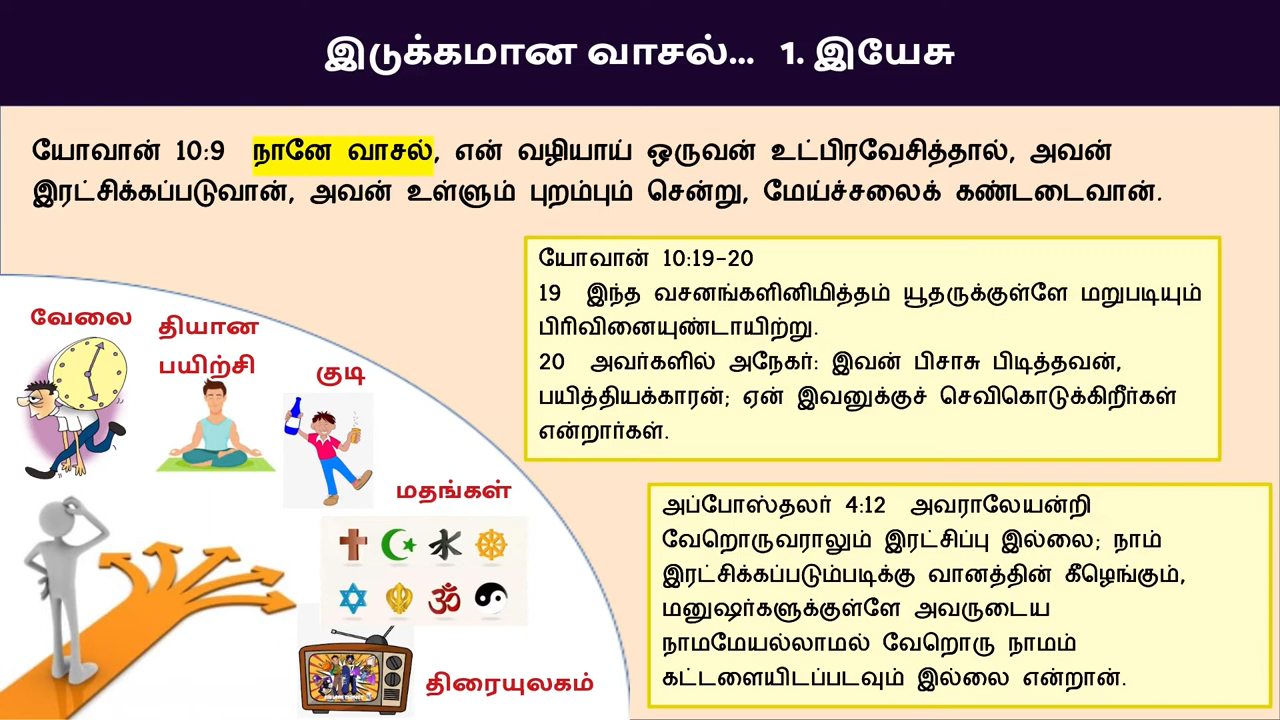 இடுக்கமான வாசல்... 1. இயேசு
யோவான் 10:9 நானே வாசல், என் வழியாய் ஒருவன் உட்பிரவேசித்தால், அவன்
இரட்சிக்கப்படுவான், அவன் உள்ளும் புறம்பும் சென்று, மேய்ச்சலைக் கண்டடைவான்.
யோவான் 10:19-20
19 இந்த வசனங்களினிமித்தம் யூதருக்குள்ளே மறுபடியும்
பிரிவினையுண்டாயிற்று.
20 அவர்களில் அநேகர்: இவன் பிசாசு பிடித்தவன்,
பயித்தியக்காரன்; ஏன் இவனுக்குச் செவிகொடுக்கிறீர்கள்
என்றார்கள்.
வேலை
தியான
பயிற்சி
குடி
மதங்கள்
திரையுலகம்
அப்போஸ்தலர் 4:12 அவராலேயன்றி
வேறொருவராலும் இரட்சிப்பு இல்லை; நாம்
இரட்சிக்கப்படும்படிக்கு வானத்தின் கீழெங்கும்,
மனுஷர்களுக்குள்ளே அவருடைய
நாமமேயல்லாமல் வேறொரு நாமம்
கட்டளையிடப்படவும் இல்லை என்றான்.